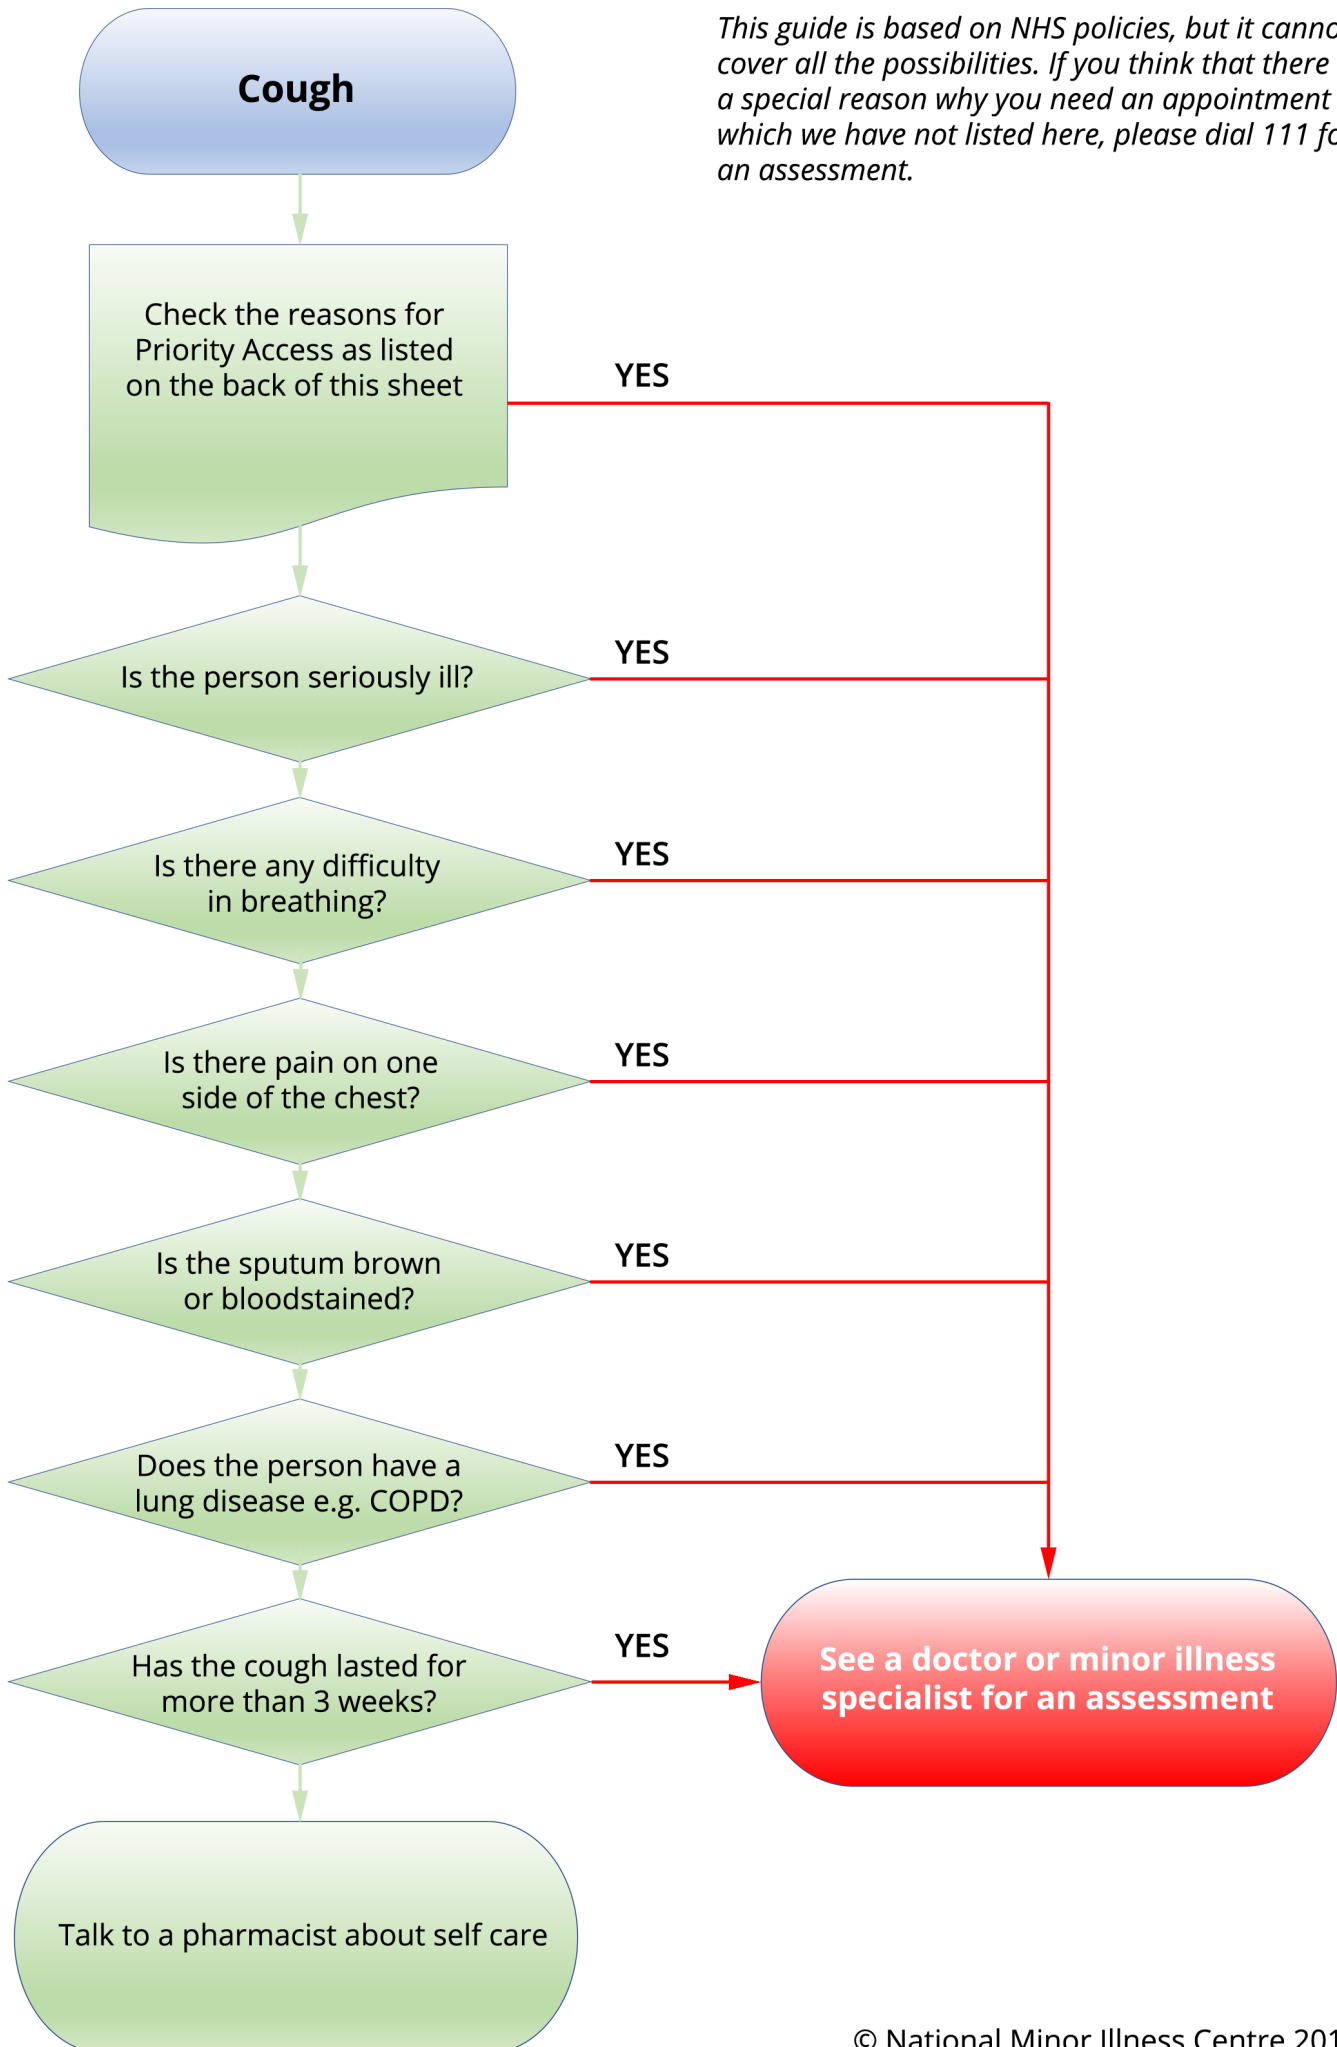 Cough
This guide is based on NHS policies, but it canno
cover all the possibilities. If you think that there
a special reason why you need an appointment
which we have not listed here, please dial 111 fo
an assessment.
Check the reasons for
Priority Access as listed
on the back of this sheet
YES
Is the person seriously ill?
YES
Is there any difficulty
in breathing?
YES
Is there pain on one
side of the chest?
YES
Is the sputum brown
or bloodstained?
YES
Does the person have a
lung disease e.g. COPD?
YES
Has the cough lasted for
more than 3 weeks?
YES
See a doctor or minor illness
specialist for an assessment
Talk to a pharmacist about self care
© National Minor Illness Centre 201